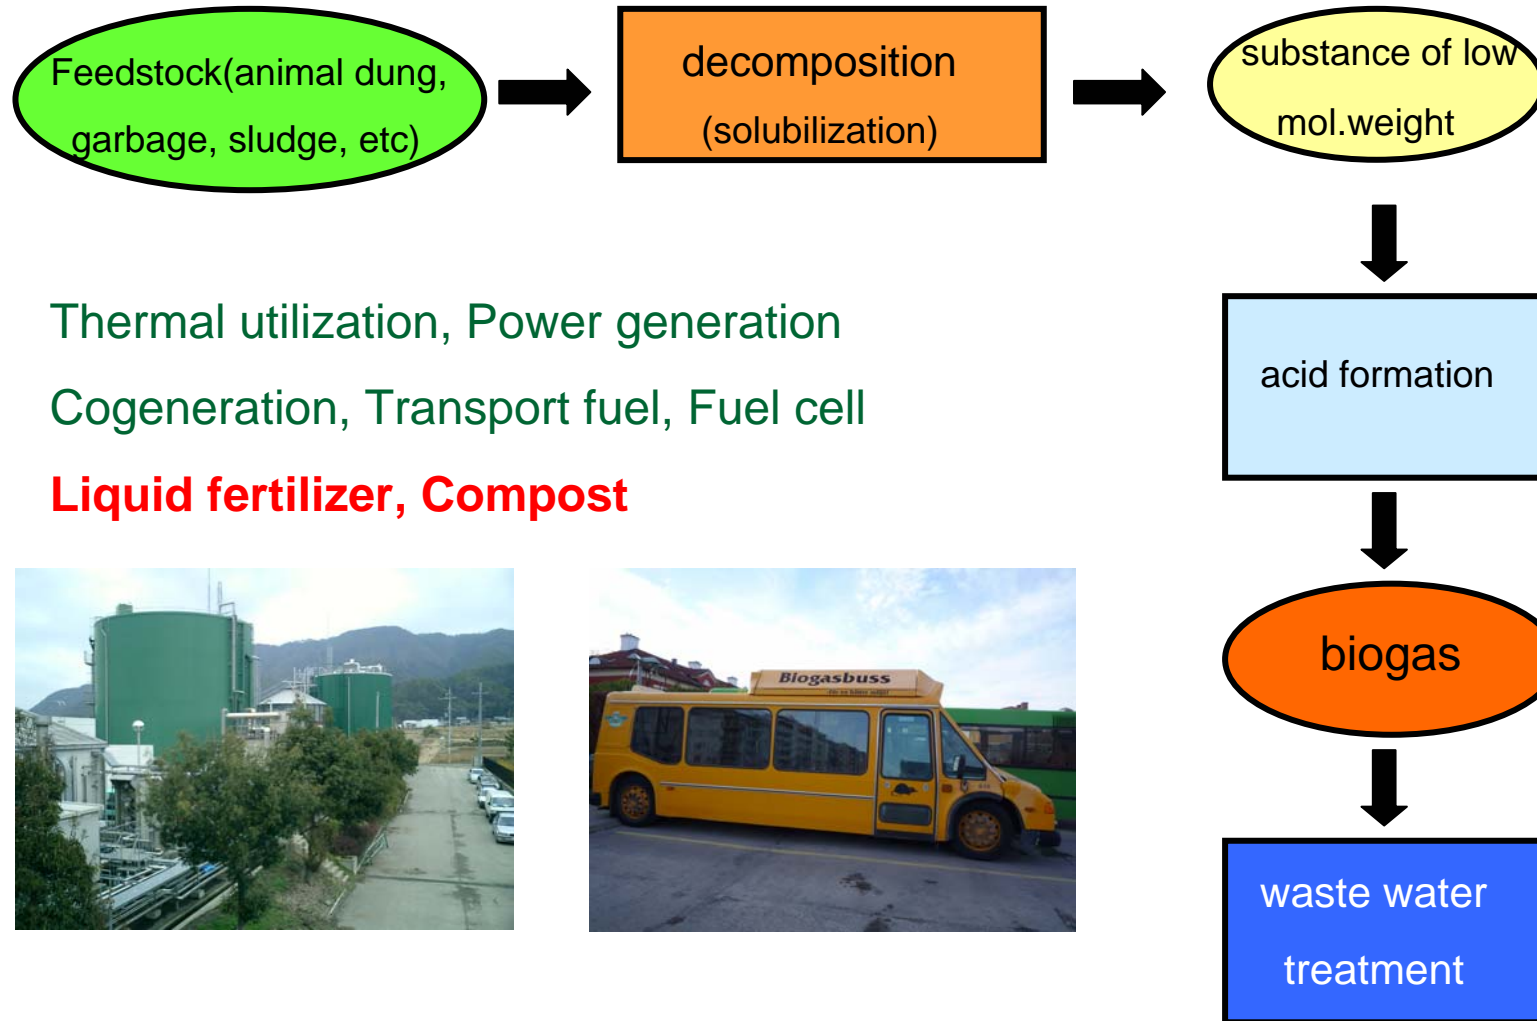 Feedstock(animal dung,
garbage, sludge, etc)
decomposition
(solubilization)
substance of low
mol.weight
acid formation
biogas
waste water
treatment
Thermal utilization, Power generation
Cogeneration, Transport fuel, Fuel cell
Liquid fertilizer, Compost
Biogasbuss